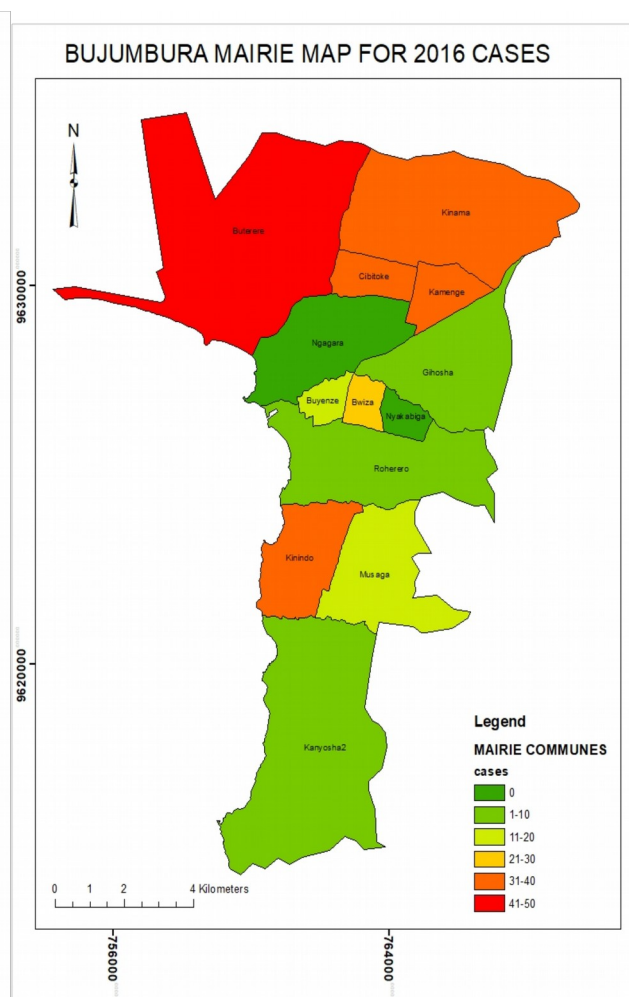 BUJUMBURA MAIRIE MAP FOR 2016 CASES
N
Buterere
Kinama
Cibitoke
Kamenge
9630000
Ngagara
Gihosha
Buyenze
Bwiza
Nyakabiga
Roherero
Kinindo
Musaga
9620000
Kanyosha2
Legend
MAIRIE COMMUNES
cases
0
1-10
11-20
21-30
31-40
41-50
0 1 2 4 Kilometers
756000
764000